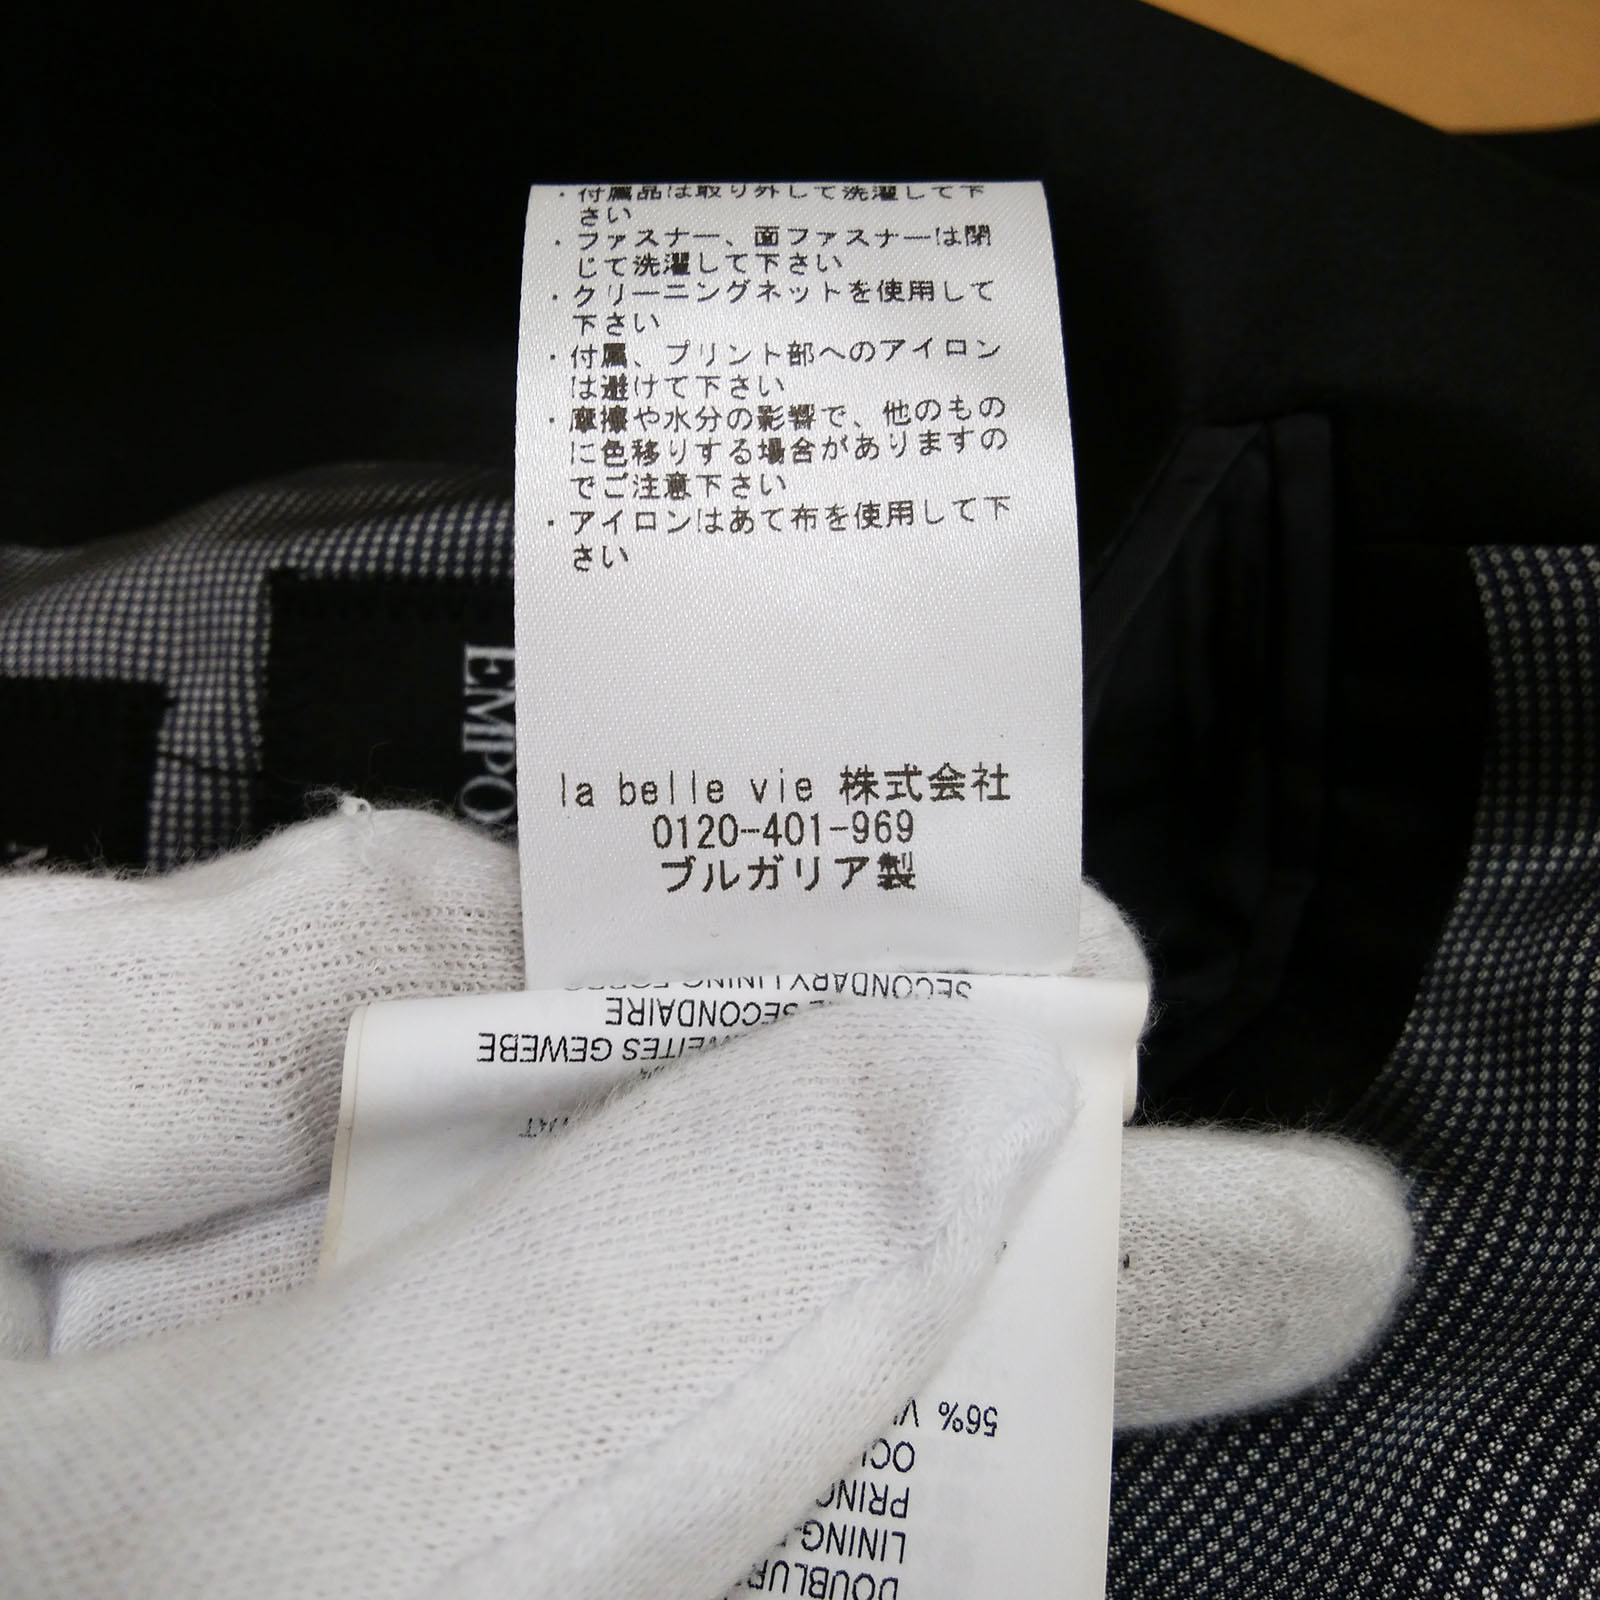 ・付属品は取り外して洗濯して下
さい
・ファスナー、面ファスナーは閉
じて洗濯して下さい
・クリーニングネットを使用して
下さい
・付属、プリント部へのアイロン
は避けて下さい
・摩擦や水分の影響で、他のもの
に色移りする場合がありますの
でご注意下さい
・アイロンはあて布を使用して下
さい
EMPO
la belle vie 株式会社
0120-401-969
ブルガリア製
SECONDARY LINING
SECONDAIRE
GEWEBE
56%
LINING